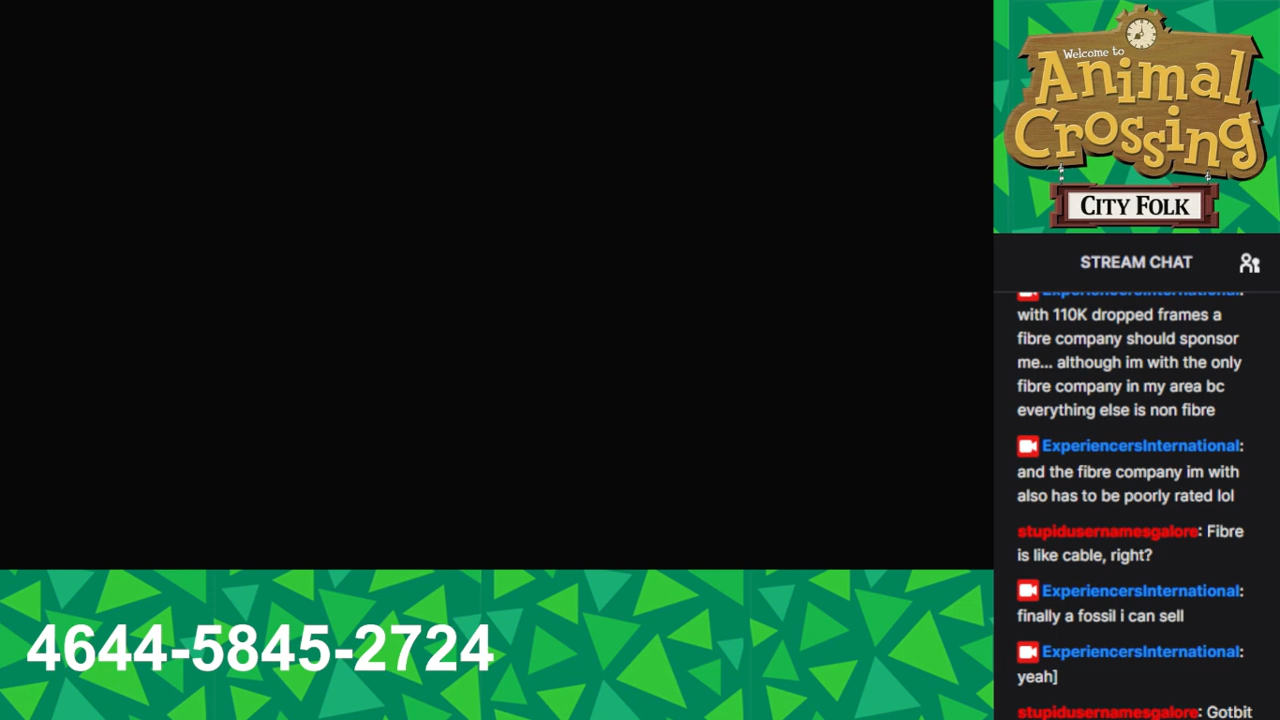 Welcome to
Animal
Crossing
CITY FOLK
STREAM CHAT
ExperiencersInternational:
with 110K dropped frames a
fibre company should sponsor
me... although im with the only
fibre company in my area bc
everything else is non fibre
ExperiencersInternational:
and the fibre company im with
also has to be poorly rated lol
stupidusernamesgalore: Fibre
is like cable, right?
ExperiencersInternational:
finally a fossil i can sell
ExperiencersInternational:
yeah]
stupidusernamesgalore: Gotbit
4644-5845-2724